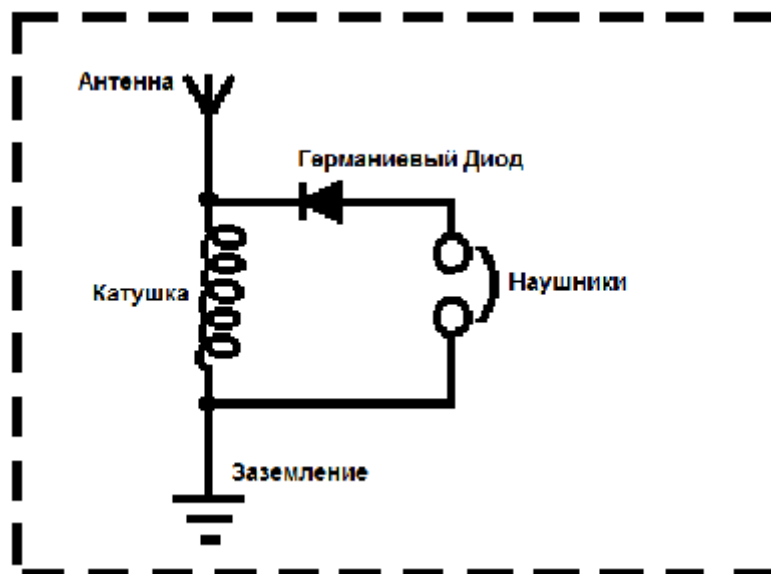 Антенна
Германиевый Диод
Катушка
Наушники
Заземление